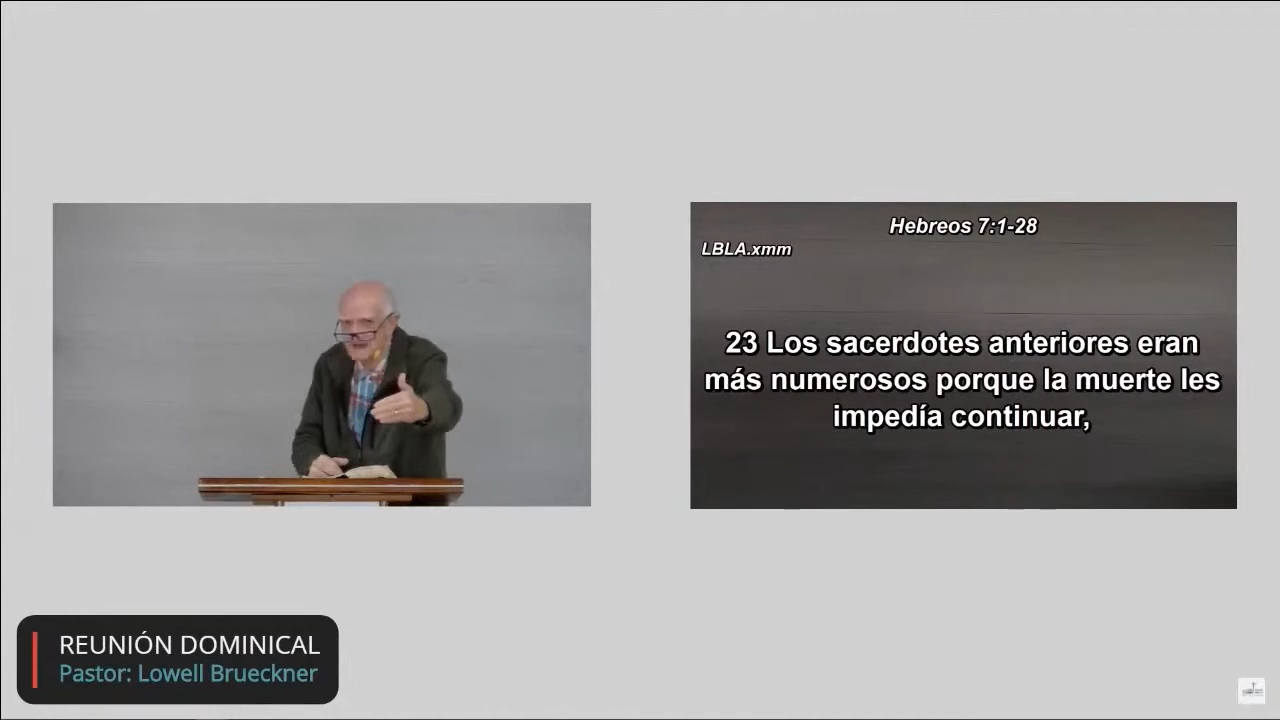 Hebreos 7:1-28
LBLA.xmm
23 Los sacerdotes anteriores eran
más numerosos porque la muerte les
impedía continuar,
REUNIÓN DOMINICAL
Pastor: Lowell Brueckner